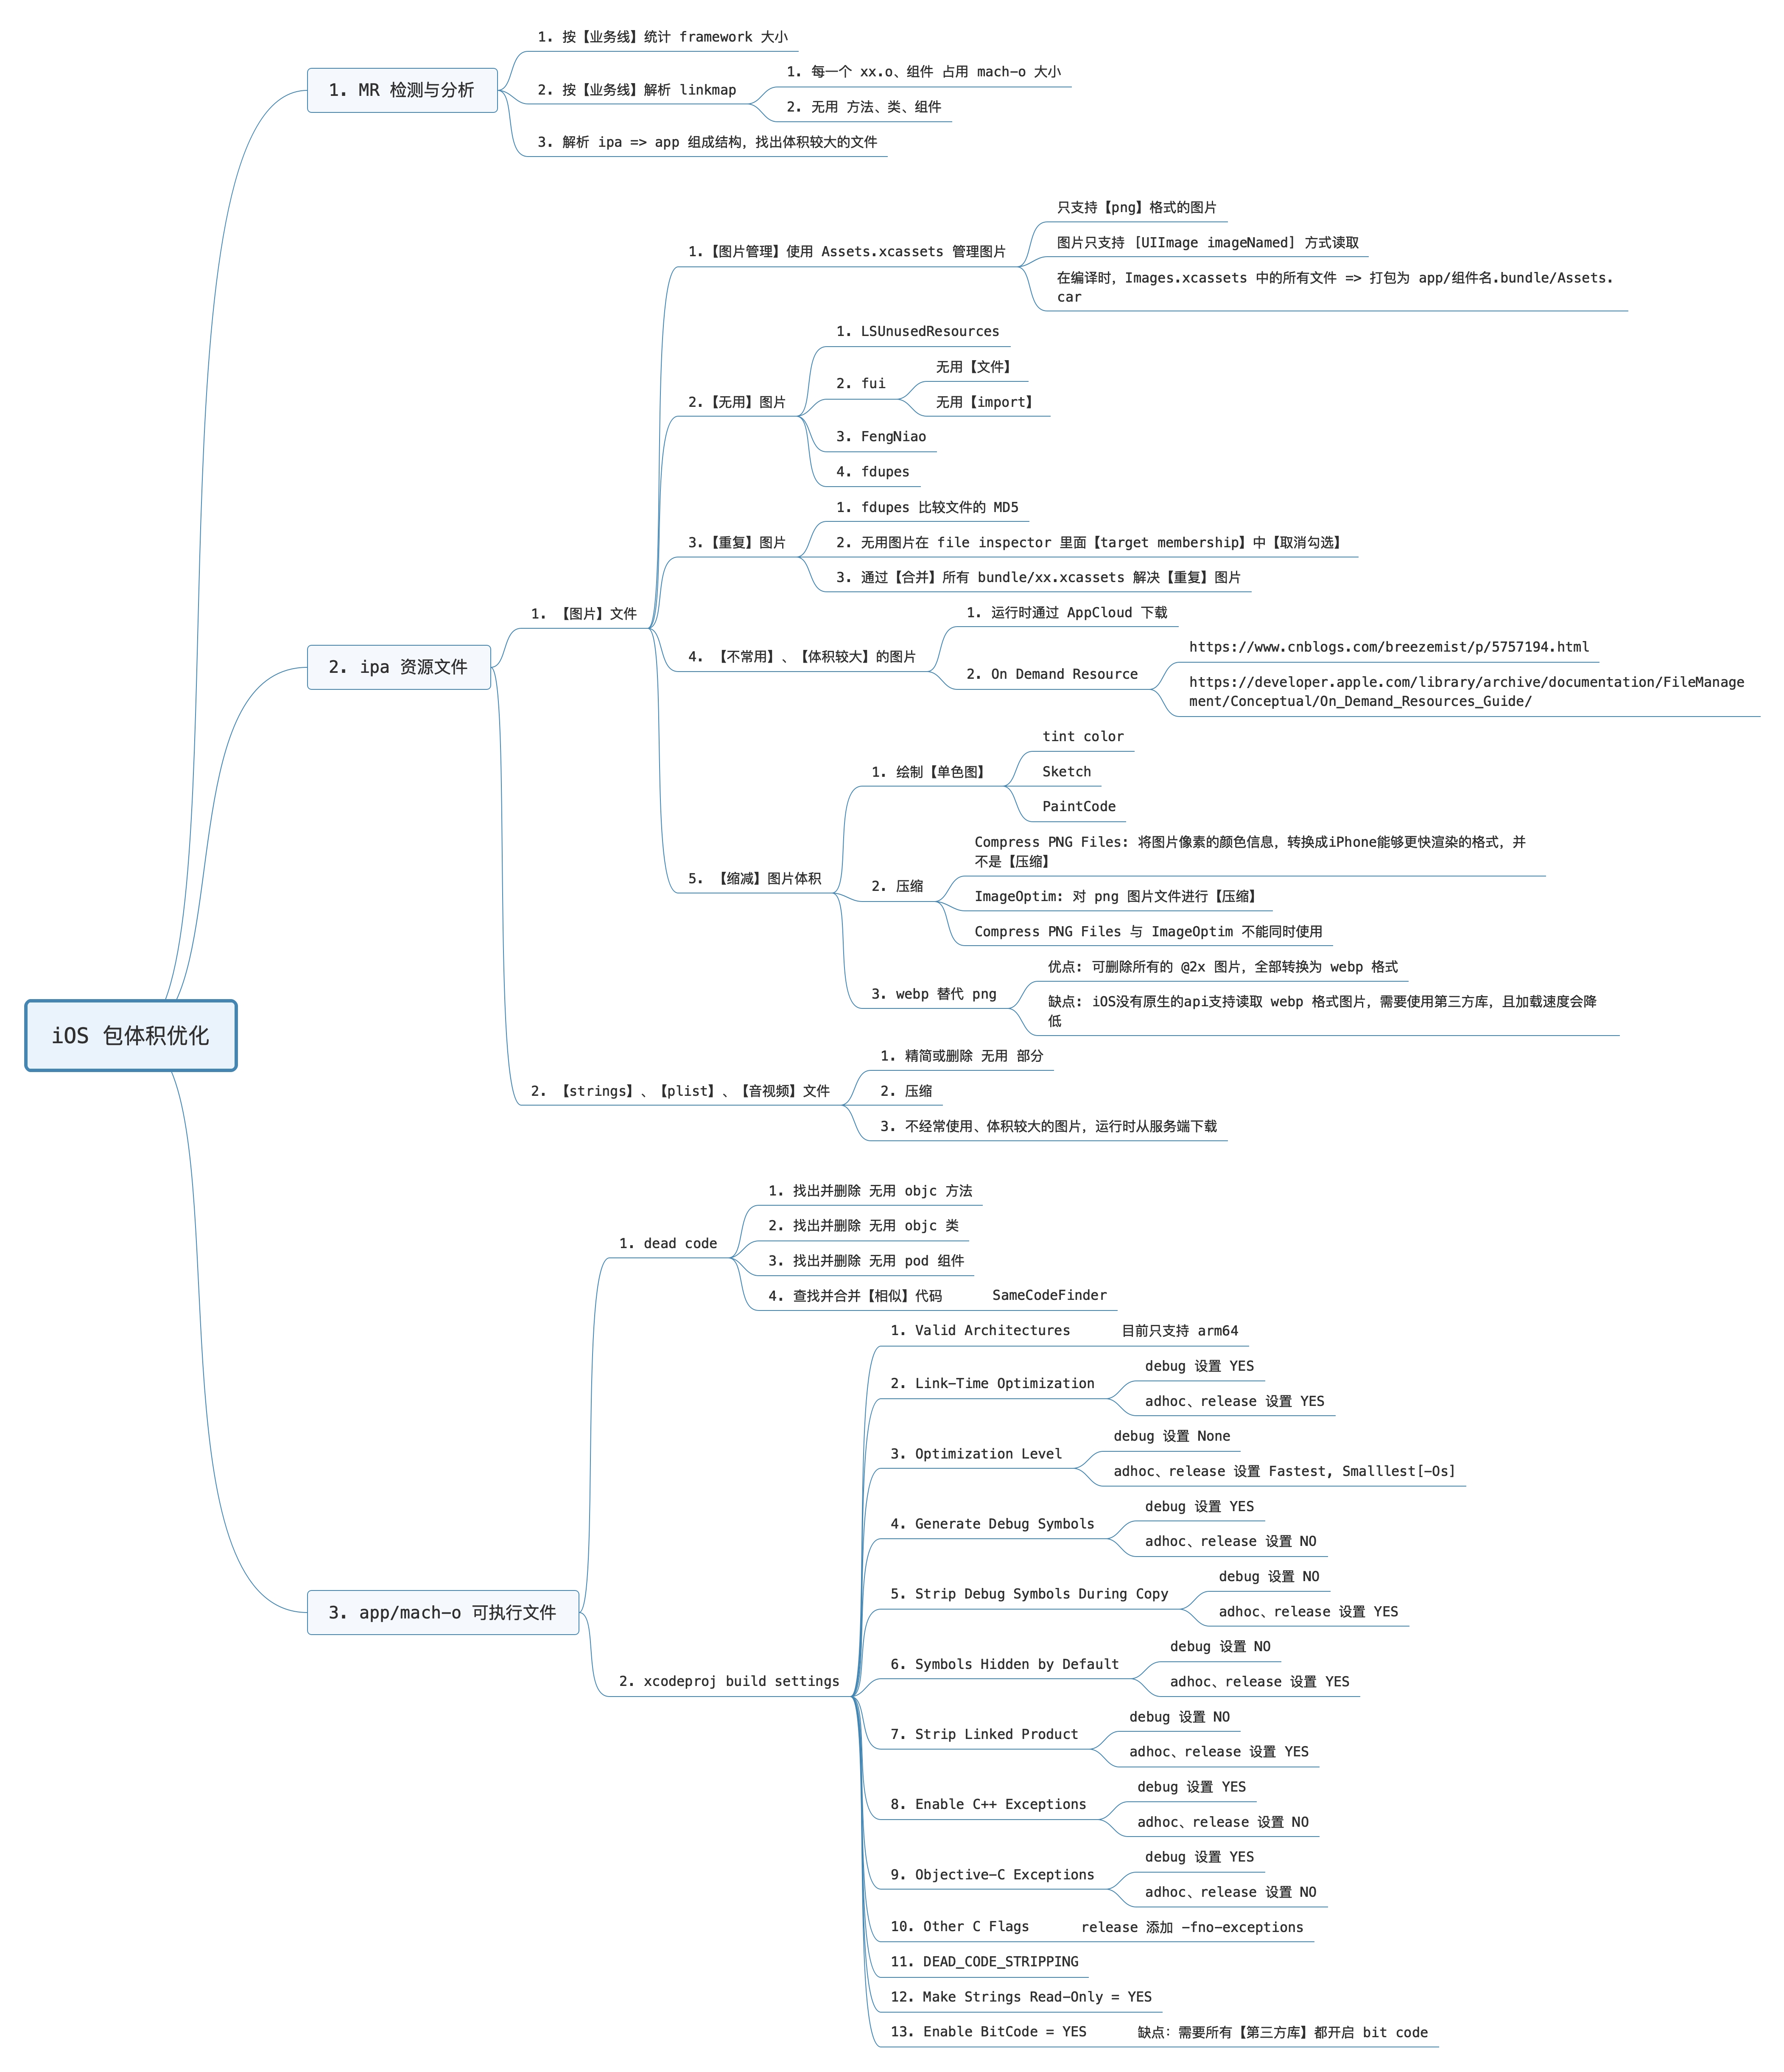 iOS 包体积优化
1. MR 检测与分析
1. 按【业务线】统计 framework 大小
2. 按【业务线】解析 linkmap
1. 每一个 xx.o、组件 占用 mach-o 大小
2. 无用 方法、类、组件
3. 解析 ipa => app 组成结构，找出体积较大的文件
2. ipa 资源文件
1. 【图片】文件
1.【图片管理】使用 Assets.xcassets 管理图片
只支持【png】格式的图片
图片只支持 [UIImage imageNamed] 方式读取
在编译时，Images.xcassets 中的所有文件 => 打包为 app/组件名.bundle/Assets.
car
2.【无用】图片
1. LSUnusedResources
2. fui
无用【文件】
无用【import】
3. FengNiao
4. fdupes
3.【重复】图片
1. fdupes 比较文件的 MD5
2. 无用图片在 file inspector 里面【target membership】中【取消勾选】
3. 通过【合并】所有 bundle/xx.xcassets 解决【重复】图片
4. 【不常用】、【体积较大】的图片
1. 运行时通过 AppCloud 下载
2. On Demand Resource
https://www.cnblogs.com/breezemist/p/5757194.html
https://developer.apple.com/library/archive/documentation/FileManage
ment/Conceptual/On_Demand_Resources_Guide/
5. 【缩减】图片体积
1. 绘制【单色图】
tint color
Sketch
PaintCode
2. 压缩
Compress PNG Files: 将图片像素的颜色信息，转换成iPhone能够更快渲染的格式，并
不是【压缩】
ImageOptim: 对 png 图片文件进行【压缩】
Compress PNG Files 与 ImageOptim 不能同时使用
3. webp 替代 png
优点: 可删除所有的 @2x 图片，全部转换为 webp 格式
缺点: iOS没有原生的api支持读取 webp 格式图片，需要使用第三方库，且加载速度会降
低
2. 【strings】、【plist】、【音视频】文件
1. 精简或删除 无用 部分
2. 压缩
3. 不经常使用、体积较大的图片，运行时从服务端下载
3. app/mach-o 可执行文件
1. dead code
1. 找出并删除 无用 objc 方法
2. 找出并删除 无用 objc 类
3. 找出并删除 无用 pod 组件
4. 查找并合并【相似】代码 SameCodeFinder
2. xcodeproj build settings
1. Valid Architectures 目前只支持 arm64
2. Link-Time Optimization
debug 设置 YES
adhoc、release 设置 YES
3. Optimization Level
debug 设置 None
adhoc、release 设置 Fastest, Smalllest[-Os]
4. Generate Debug Symbols
debug 设置 YES
adhoc、release 设置 NO
5. Strip Debug Symbols During Copy
debug 设置 NO
adhoc、release 设置 YES
6. Symbols Hidden by Default
debug 设置 NO
adhoc、release 设置 YES
7. Strip Linked Product
debug 设置 NO
adhoc、release 设置 YES
8. Enable C++ Exceptions
debug 设置 YES
adhoc、release 设置 NO
9. Objective-C Exceptions
debug 设置 YES
adhoc、release 设置 NO
10. Other C Flags release 添加 -fno-exceptions
11. DEAD_CODE_STRIPPING
12. Make Strings Read-Only = YES
13. Enable BitCode = YES 缺点：需要所有【第三方库】都开启 bit code